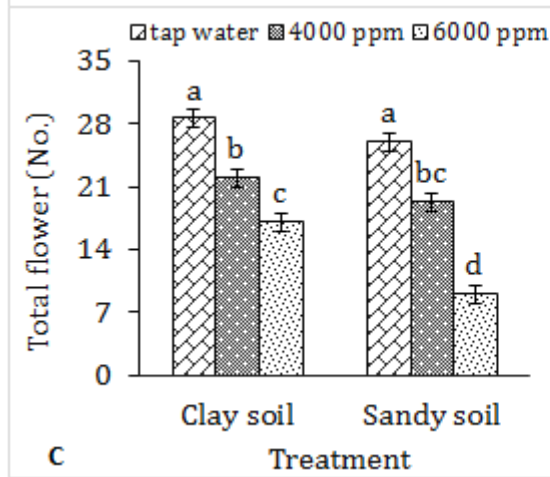 tap water 4000 ppm 6000 ppm
Total flower (No.)
35
28
21
14
7
0
a
b
c
a
bc
d
Clay soil Sandy soil
C Treatment